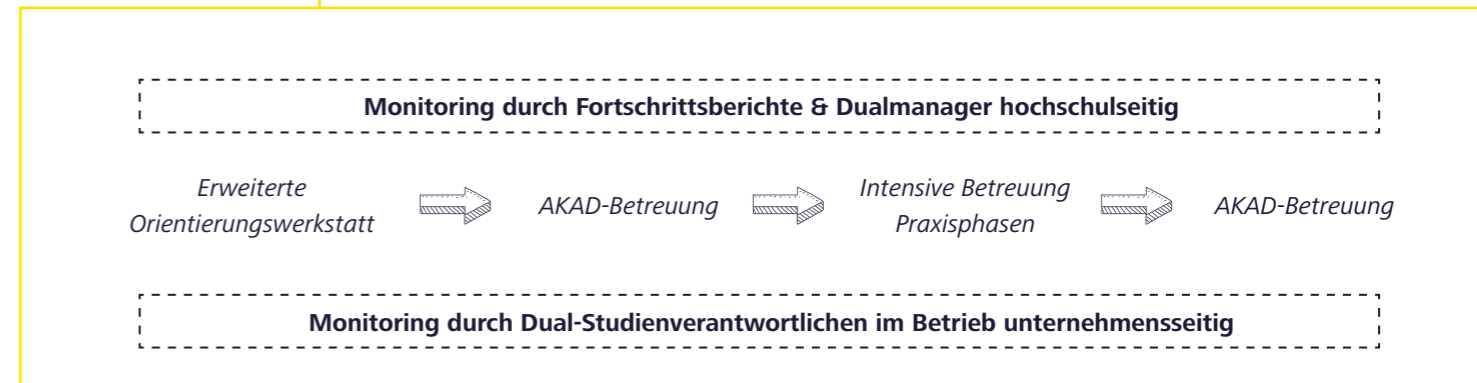 Monitoring durch Fortschrittsberichte & Dualmanager hochschulseitig
Erweiterte
Orientierungswerkstatt
AKAD-Betreuung
Intensive Betreuung
Praxisphasen
AKAD-Betreuung
Monitoring durch Dual-Studienverantwortlichen im Betrieb unternehmensseitig